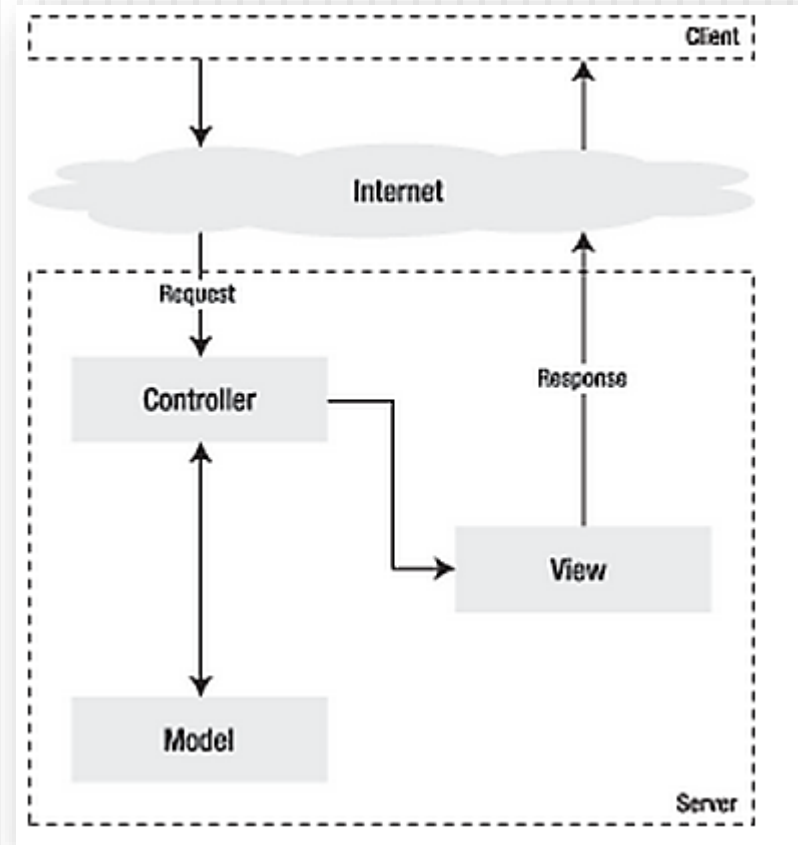 Client
Internet
Request
Controller
Response
View
Model
Server